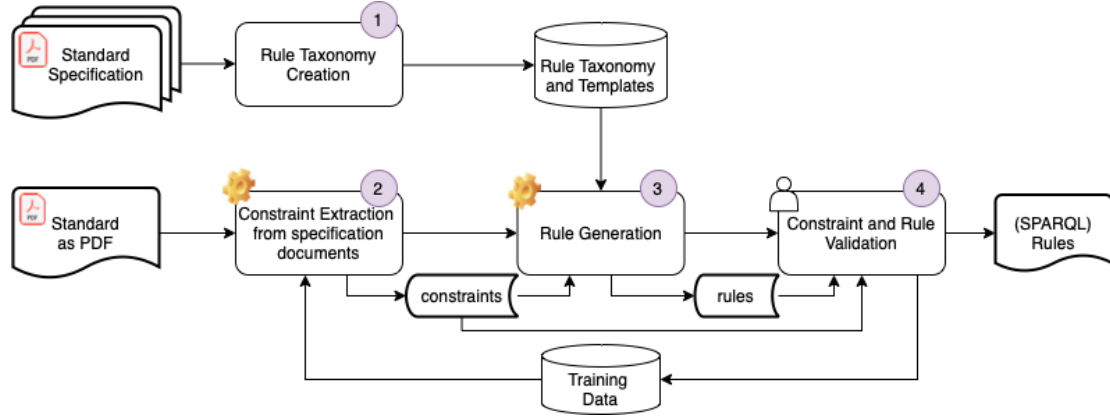 PDF
Standard
Specification
1
Rule Taxonomy
Creation
Rule Taxonomy
and Templates
PDF
Standard
as PDF
2
Constraint Extraction
from specification
documents
3
Rule Generation
4
Constraint and Rule
Validation
(SPARQL)
Rules
constraints
rules
Training
Data